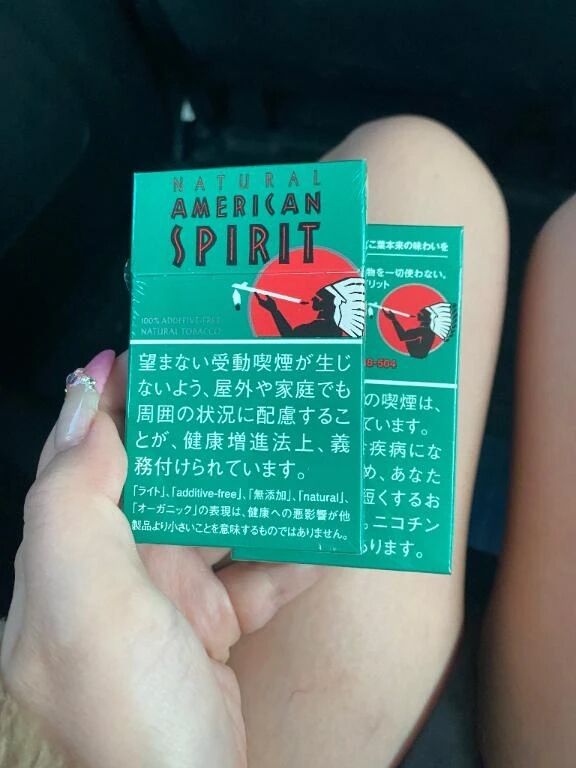 NATURAL
AMERICAN
SPIRIT
100% ADDITIVE-FREE
NATURAL TOBACCO
望まない受動喫煙が生じ
ないよう、屋外や家庭でも
周囲の状況に配慮するこ
とが、健康増進法上、義
務付けられています。
「ライト」、「additive-free」、「無添加」、「natural」、
「オーガニック」の表現は、健康への悪影響が他
製品より小さいことを意味するものではありません。
こ葉本来の味わいを
物を一切使わない。
リット
-504
の喫煙は、
ています。
疾病にな
め、あなた
短くするお
。ニコチン
ります。